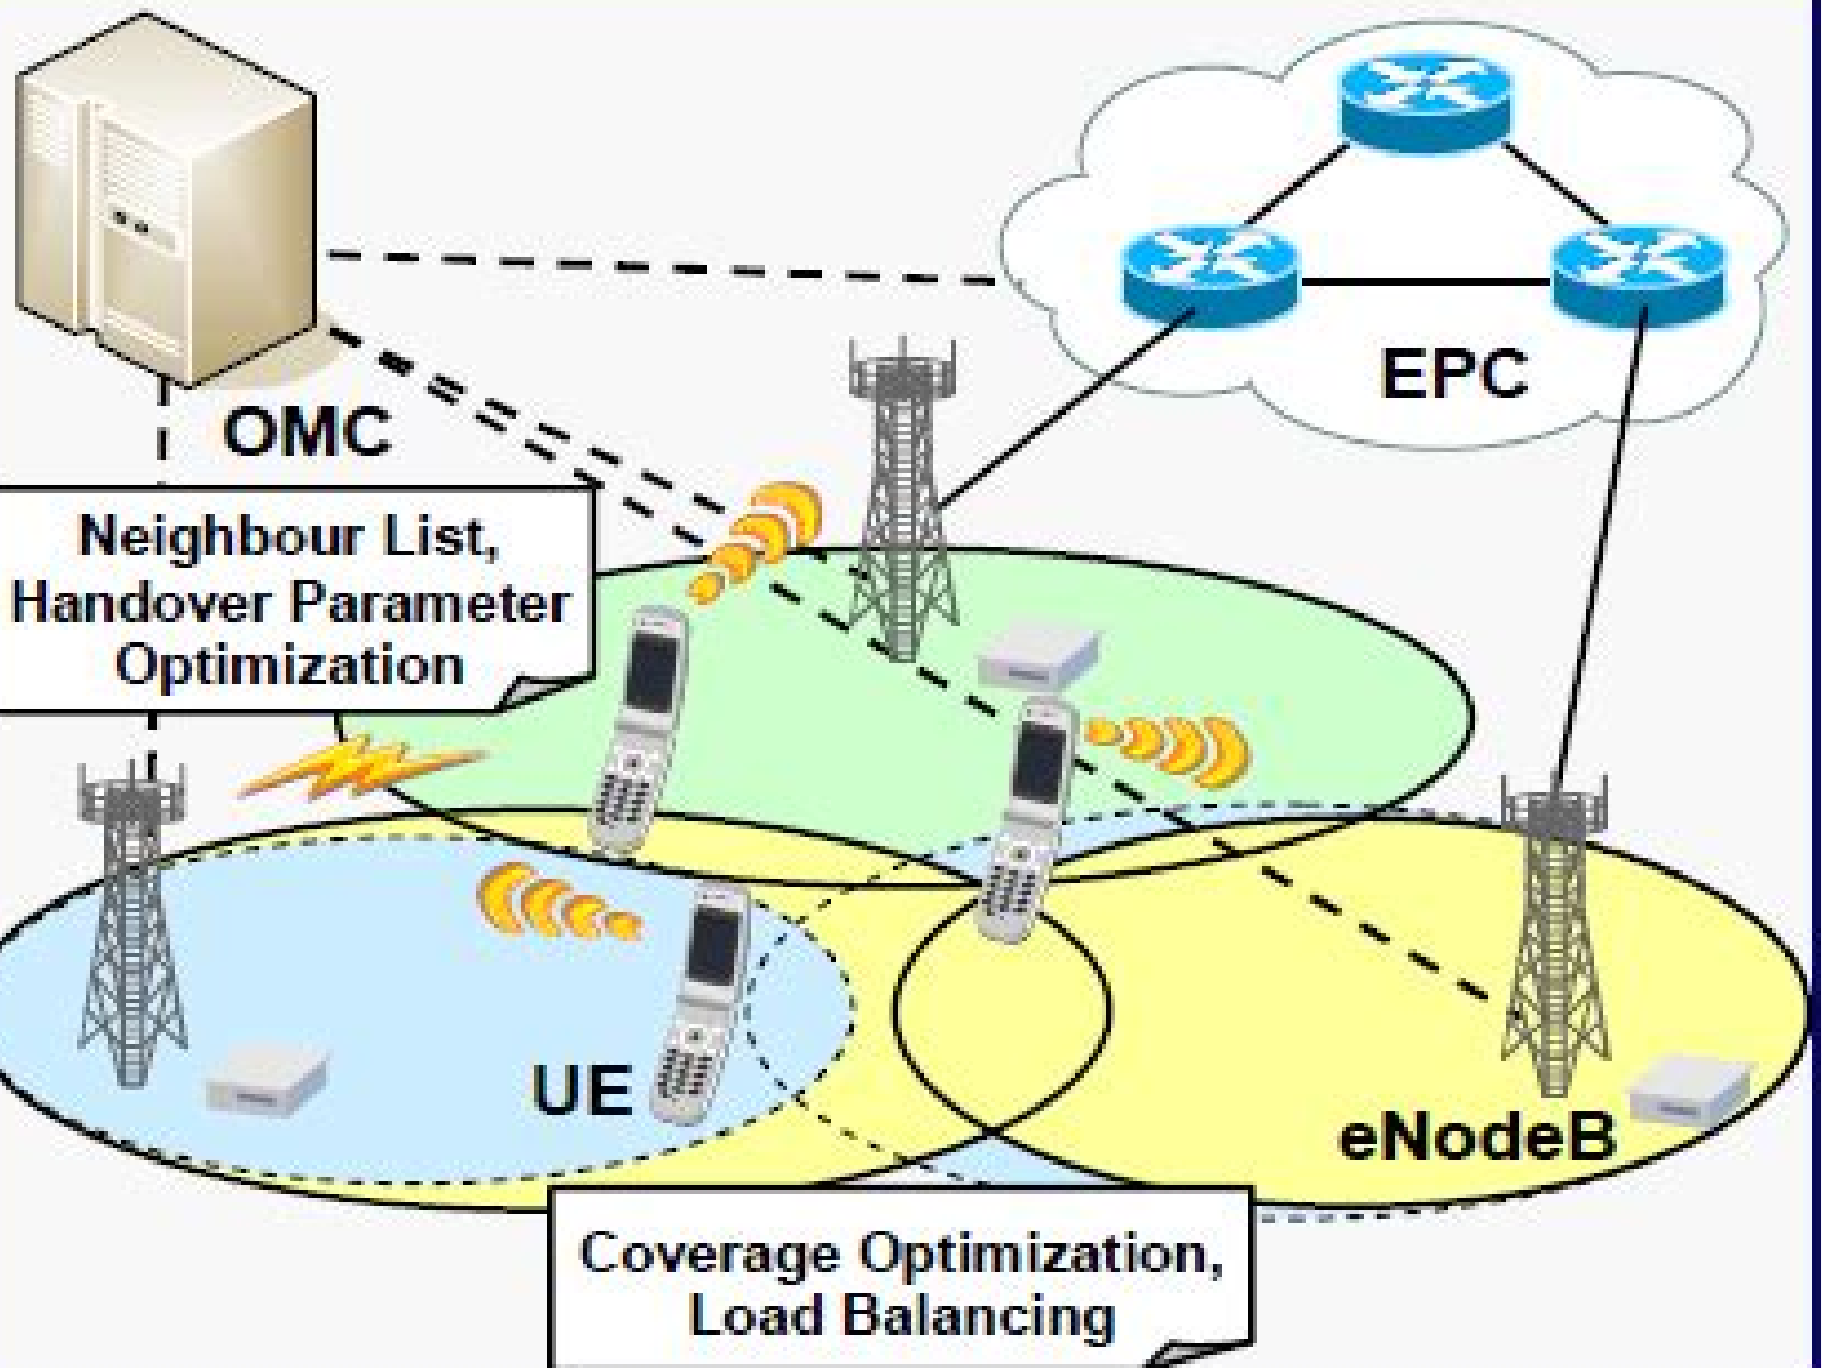 EPC
OMC
Neighbour List,
Handover Parameter
Optimization
UE
eNodeB
Coverage Optimization,
Load Balancing